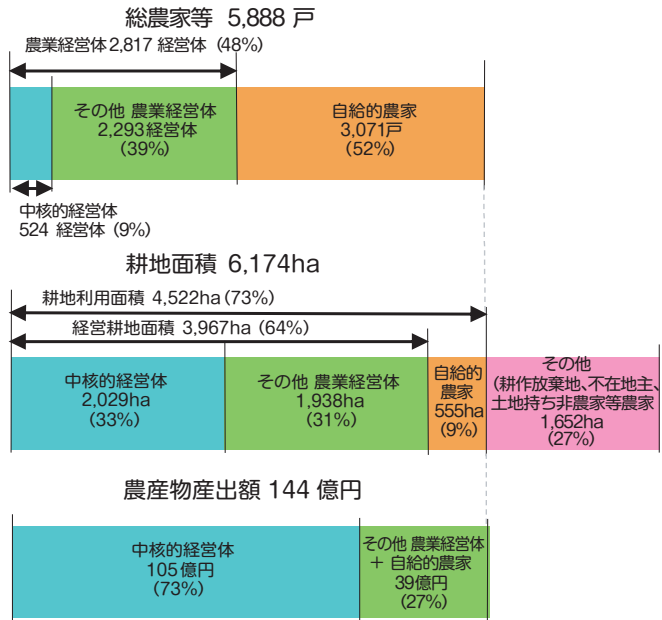 総農家等 5,888 戸
農業経営体2,817 経営体 (48%)
その他 農業経営体
2,293経営体
(39%)
自給的農家
3,071戸
(52%)
中核的経営体
524 経営体 (9%)
耕地面積 6,174ha
耕地利用面積 4,522ha (73%)
経営耕地面積 3,967ha (64%)
中核的経営体
2,029ha
(33%)
その他 農業経営体
1,938ha
(31%)
自給的
農家
555ha
(9%)
その他
(耕作放棄地、不在地主、
土地持ち非農家等農家
1,652ha
(27%)
農産物産出額 144 億円
中核的経営体
105億円
(73%)
その他 農業経営体
+ 自給的農家
39億円
(27%)